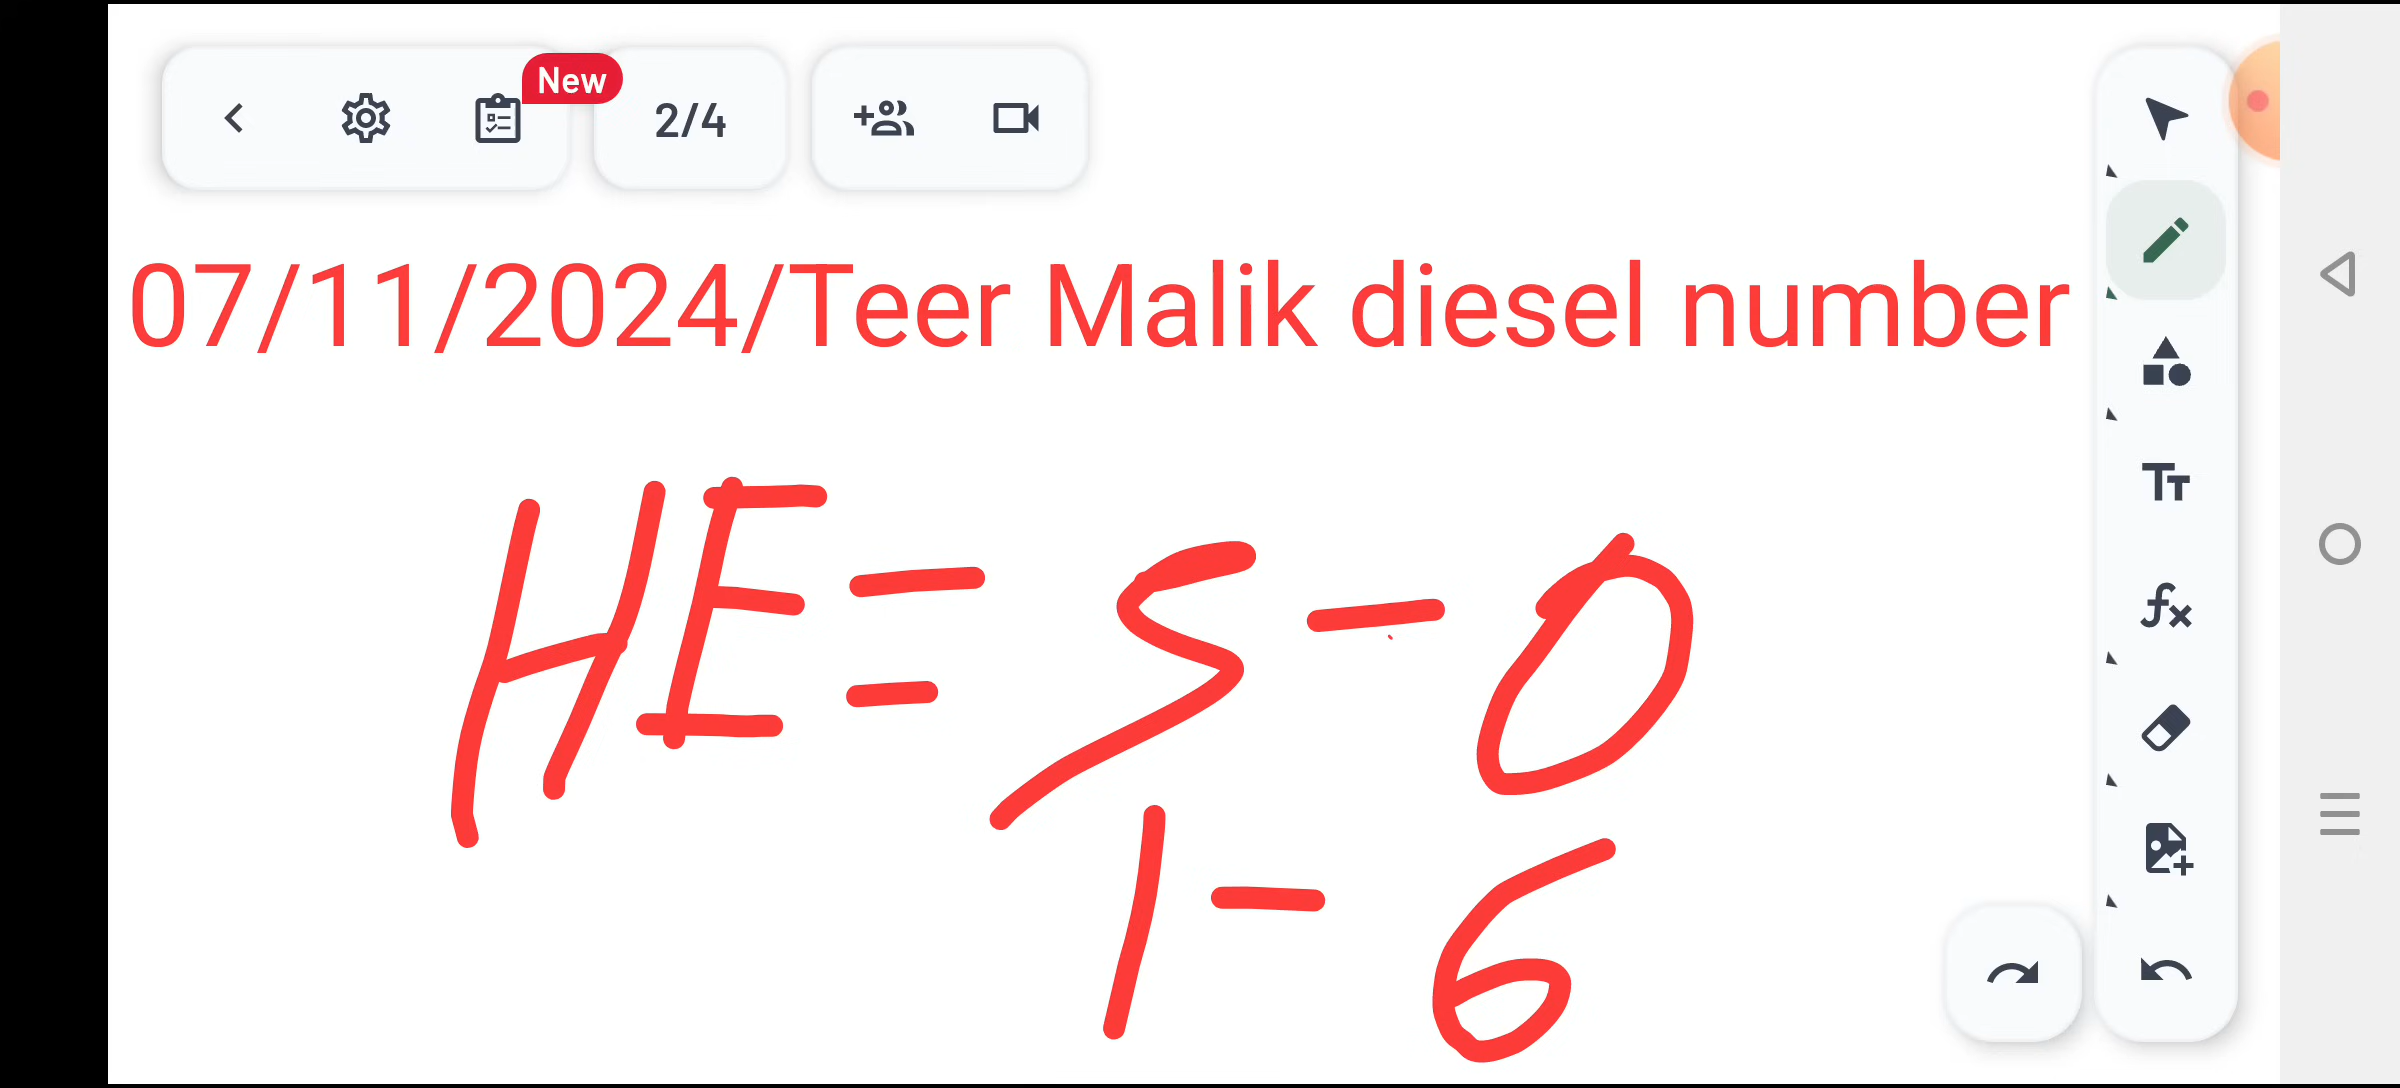 New
2/4
07/11/2024/Teer Malik diesel number
HE= 5-0
1-6